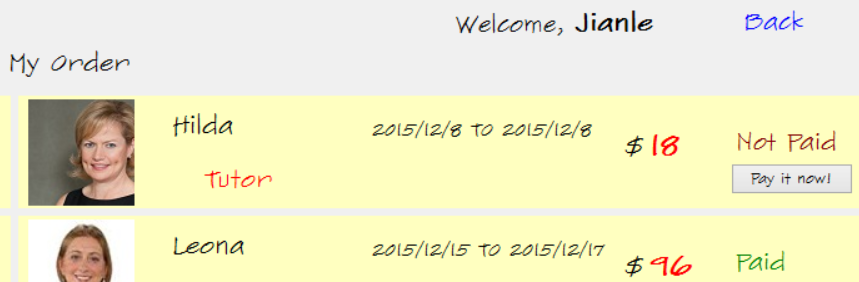 Welcome, Jianle Back
My Order
Hilda 2015/12/8 TO 2015/12/8 $ 18 Not Paid
Tutor Pay it now!
Leona 2015/12/15 TO 2015/12/17 $ 96 Paid